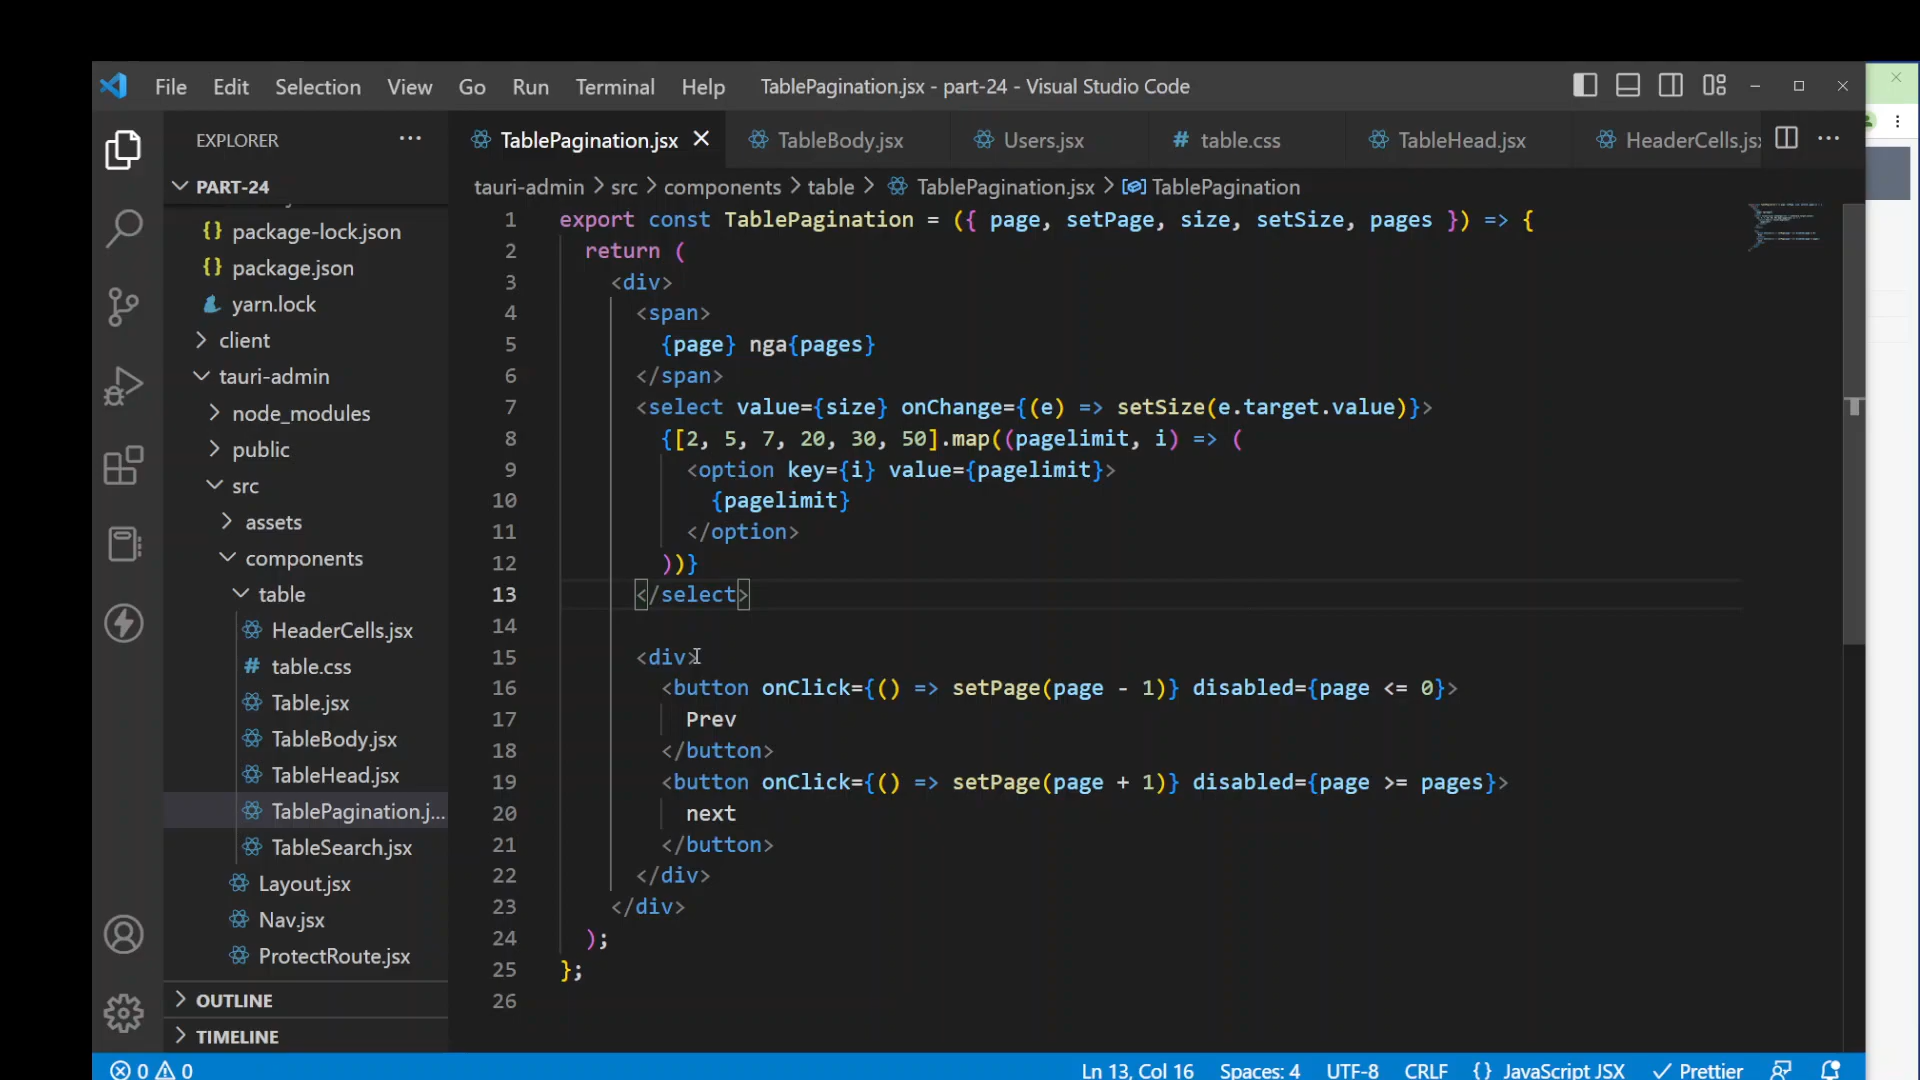 File Edit Selection View Go Run Terminal Help TablePagination.jsx - part-24 - Visual Studio Code
EXPLORER
TablePagination.jsx TableBody.jsx Users.jsx # table.css TableHead.jsx HeaderCells.jsx
PART-24
tauri-admin > src > components > table > TablePagination.jsx > TablePagination
{} package-lock.json
{} package.json
yarn.lock
client
tauri-admin
node_modules
public
src
assets
components
table
HeaderCells.jsx
# table.css
Table.jsx
TableBody.jsx
TableHead.jsx
TablePagination.j...
TableSearch.jsx
Layout.jsx
Nav.jsx
ProtectRoute.jsx
OUTLINE
TIMELINE
1 export const TablePagination = ({ page, setPage, size, setSize, pages }) => {
2 return (
3 <div>
4 <span>
5 {page} nga{pages}
6 </span>
7 <select value={size} onChange={(e) => setSize(e.target.value)}>
8 {[2, 5, 7, 20, 30, 50].map((pagelimit, i) => (
9 <option key={i} value={pagelimit}>
10 {pagelimit}
11 </option>
12 ))}
13 </select>
14
15 <div>
16 <button onClick={() => setPage(page - 1)} disabled={page <= 0}>
17 Prev
18 </button>
19 <button onClick={() => setPage(page + 1)} disabled={page >= pages}>
20 next
21 </button>
22 </div>
23 </div>
24 );
25 };
26
0 0 Ln 13, Col 16 Spaces: 4 UTF-8 CRLF {} JavaScript JSX Prettier